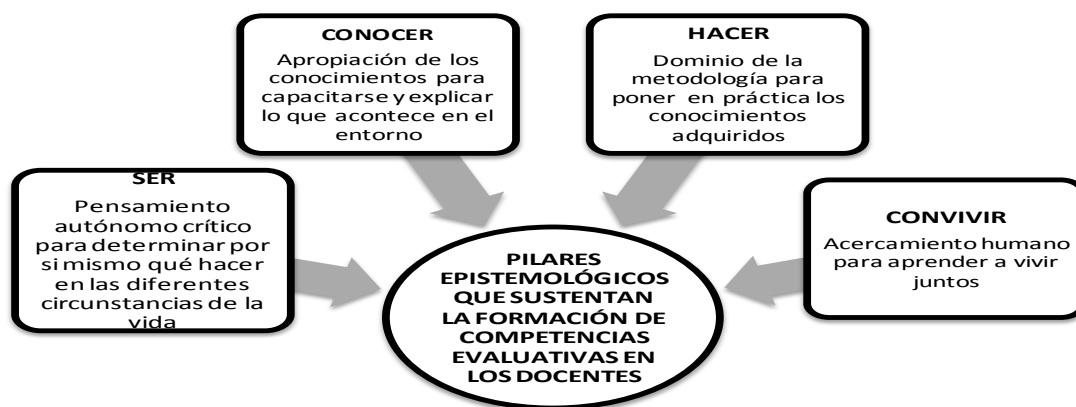 CONOCER
Apropiación de los
conocimientos para
capacitarse y explicar
lo que acontece en el
entorno
HACER
Dominio de la
metodología para
poner en práctica los
conocimientos
adquiridos
SER
Pensamiento
autónomo crítico
para determinar por
si mismo qué hacer
en las diferentes
circunstancias de la
vida
CONVIVIR
Acercamiento humano
para aprender a vivir
juntos
PILARES
EPISTEMOLÓGICOS
QUE SUSTENTAN
LA FORMACIÓN DE
COMPETENCIAS
EVALUATIVAS EN
LOS DOCENTES